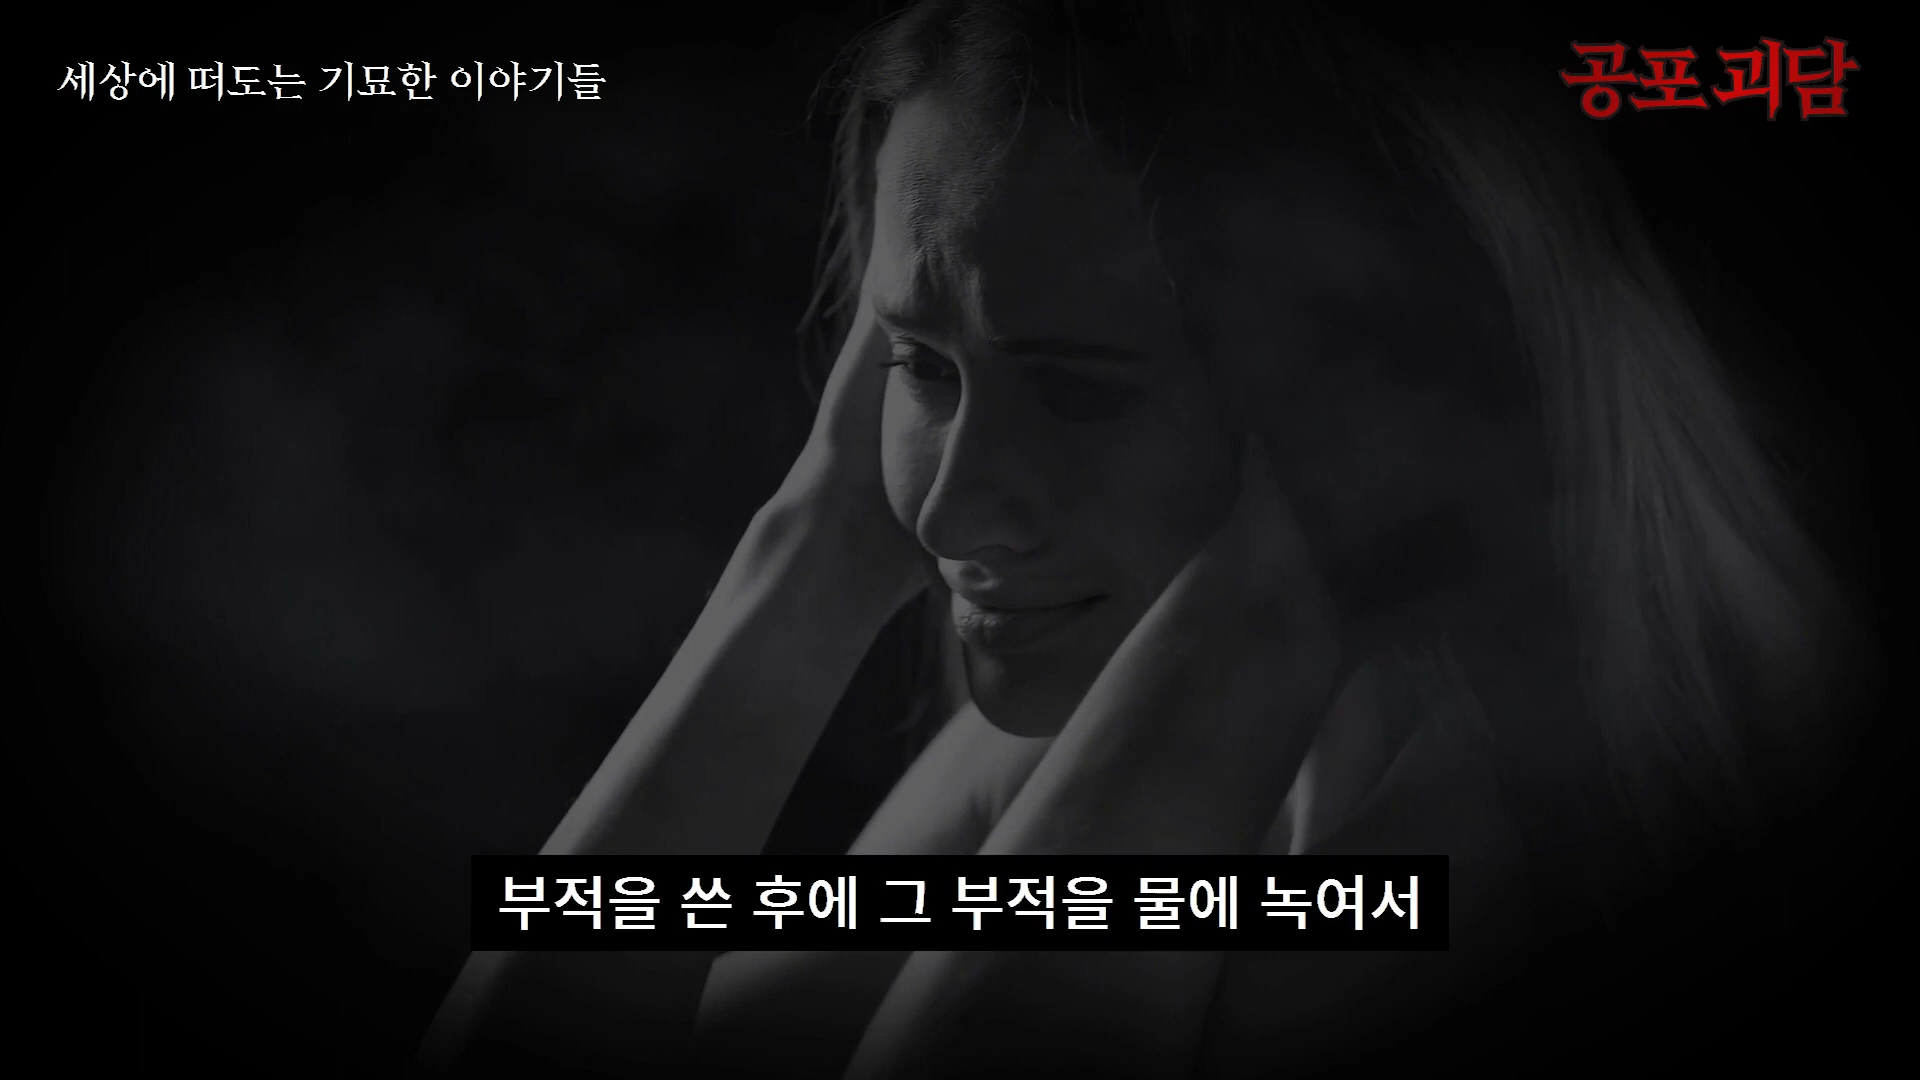 세상에 떠도는 기묘한 이야기들
공포 괴담
부적을 쓴 후에 그 부적을 물에 녹여서